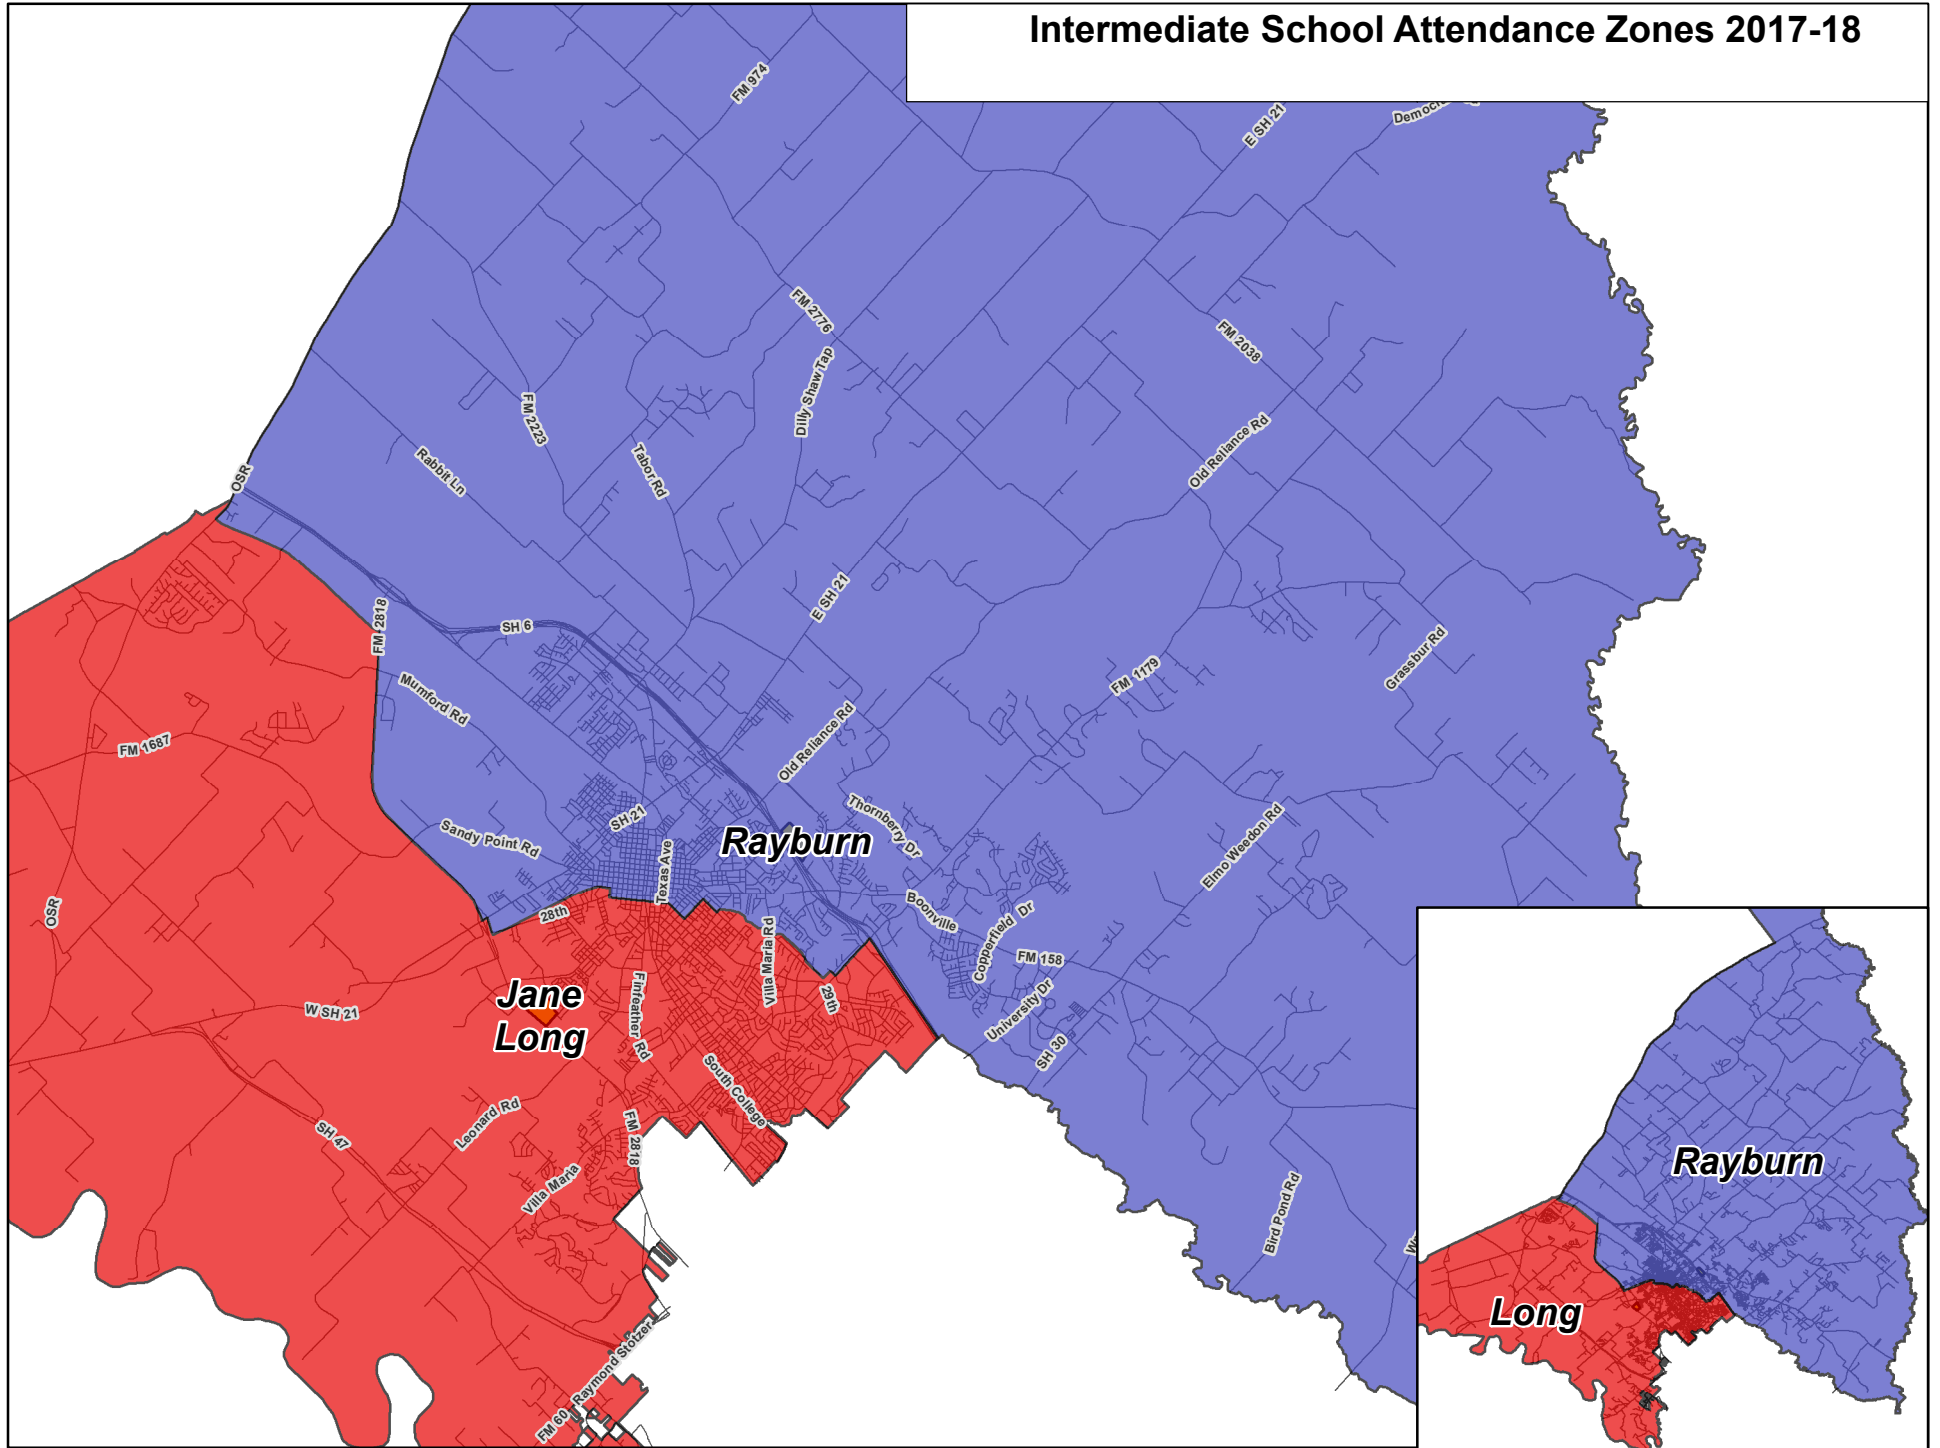 Intermediate School Attendance Zones 2017-18
FM 974
E SH 21
FM 2776
FM 2038
Dilly Shaw Tap
FM 2223
Tabor Rd
Rabbit Ln
Old Reliance Rd
OSR
E SH 21
FM 2818
SH 6
Mumford Rd
FM 1179
Grassbur Rd
FM 1687
Old Reliance Rd
Thornberry Dr
SH 21
Sandy Point Rd
Rayburn
Texas Ave
Elmo Weedon Rd
OSR
28th
Boonville
Copperfield Dr
Villa Maria Rd
FM 158
29th
Jane
Long
W SH 21
Finfeather Rd
University Dr
SH 30
South College
Leonard Rd
SH 47
FM 2818
Villa Maria
Bird Pond Rd
Rayburn
Long
FM 60 - Raymond Stotzer